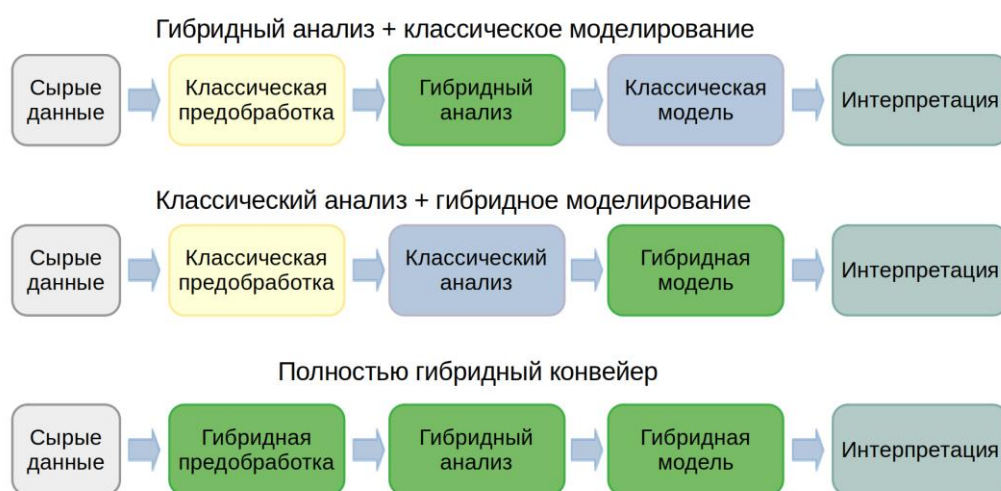 Гибридный анализ + классическое моделирование
Сырые
данные
Классическая
предобработка
Гибридный
анализ
Классическая
модель
Интерпретация
Классический анализ + гибридное моделирование
Сырые
данные
Классическая
предобработка
Классический
анализ
Гибридная
модель
Интерпретация
Полностью гибридный конвейер
Сырые
данные
Гибридная
предобработка
Гибридный
анализ
Гибридная
модель
Интерпретация